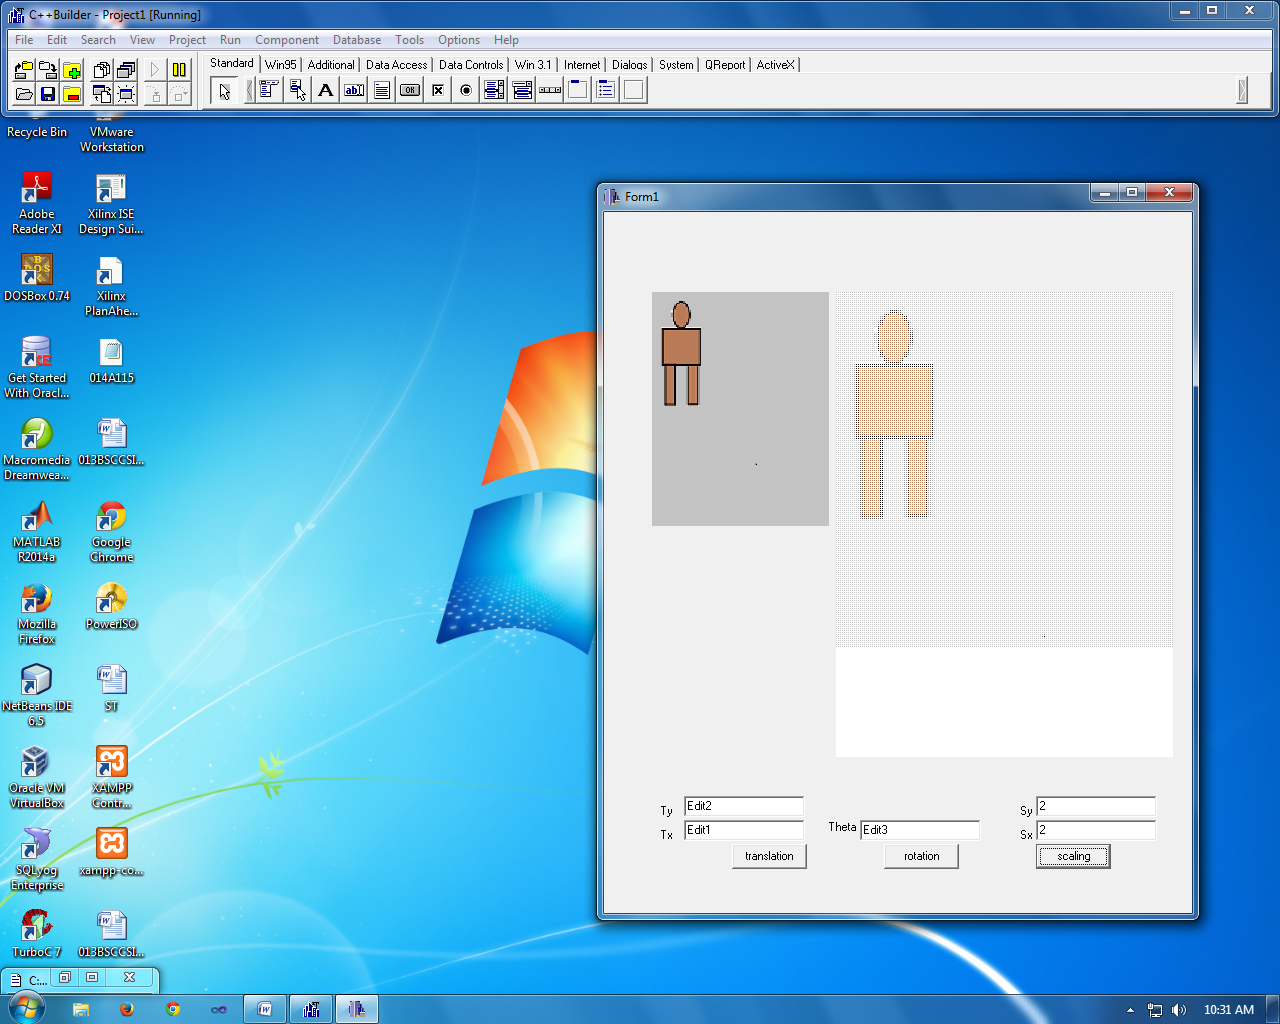 C++Builder - Project1 [Running]
File Edit Search View Project Run Component Database Tools Options Help
Standard Win95 Additional Data Access Data Controls Win 3.1 Internet Dialogs System QReport ActiveX
A ab OK
Recycle Bin
VMware
Workstation
Adobe
Reader XI
Xilinx ISE
Design Sui...
DOSBox 0.74
Xilinx
PlanAhe...
Get Started
With Oracl...
014A115
Macromedia
Dreamwea...
013BSCCSI...
MATLAB
R2014a
Google
Chrome
Mozilla
Firefox
PowerISO
NetBeans IDE
6.5
ST
Oracle VM
VirtualBox
XAMPP
Contr...
SQLyog
Enterprise
xampp-co...
TurboC 7
013BSCCSI...
C:...
Form1
Ty Edit2
Tx Edit1
translation
Theta Edit3
rotation
Sy 2
Sx 2
scaling
10:31 AM